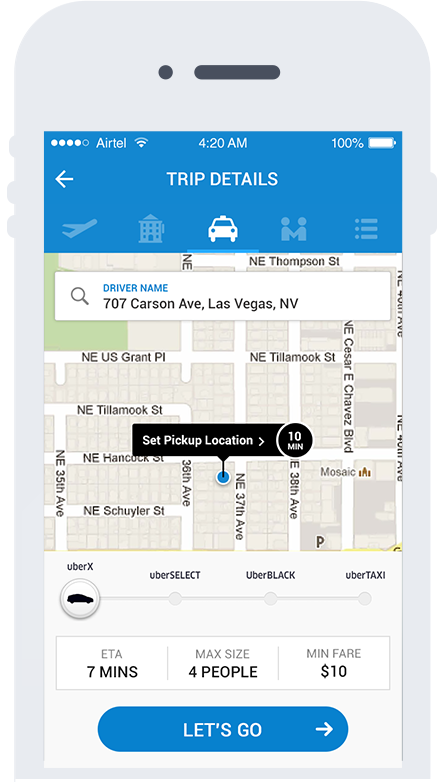 Airtel 4:20 AM 100%
TRIP DETAILS
NE Thompson St
DRIVER NAME
707 Carson Ave, Las Vegas, NV
NE Cesar E Chavez Blvd
NE US Grant Pl
NE Tillamook St
NE Tillamook St
Set Pickup Location >
10
MIN
NE Hancock St
NE 35th Ave
NE 36th Ave
NE 37th Ave
NE 38th Ave
Mosaic
NE Schuyler St
P
uberX
uberSELECT
UberBLACK
uberTAXI
ETA
7 MINS
MAX SIZE
4 PEOPLE
MIN FARE
$10
LET'S GO